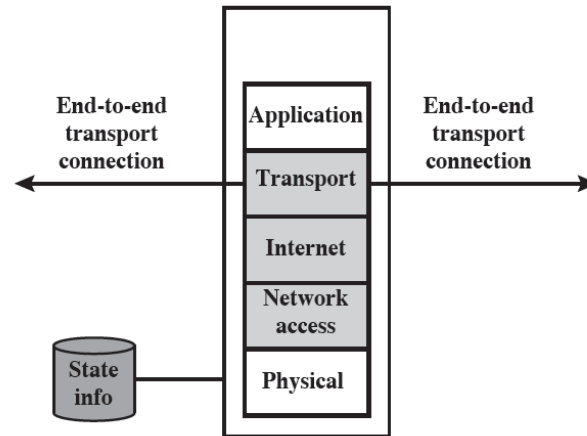 End-to-end
transport
connection
Application
Transport
Internet
Network
access
Physical
End-to-end
transport
connection
State
info